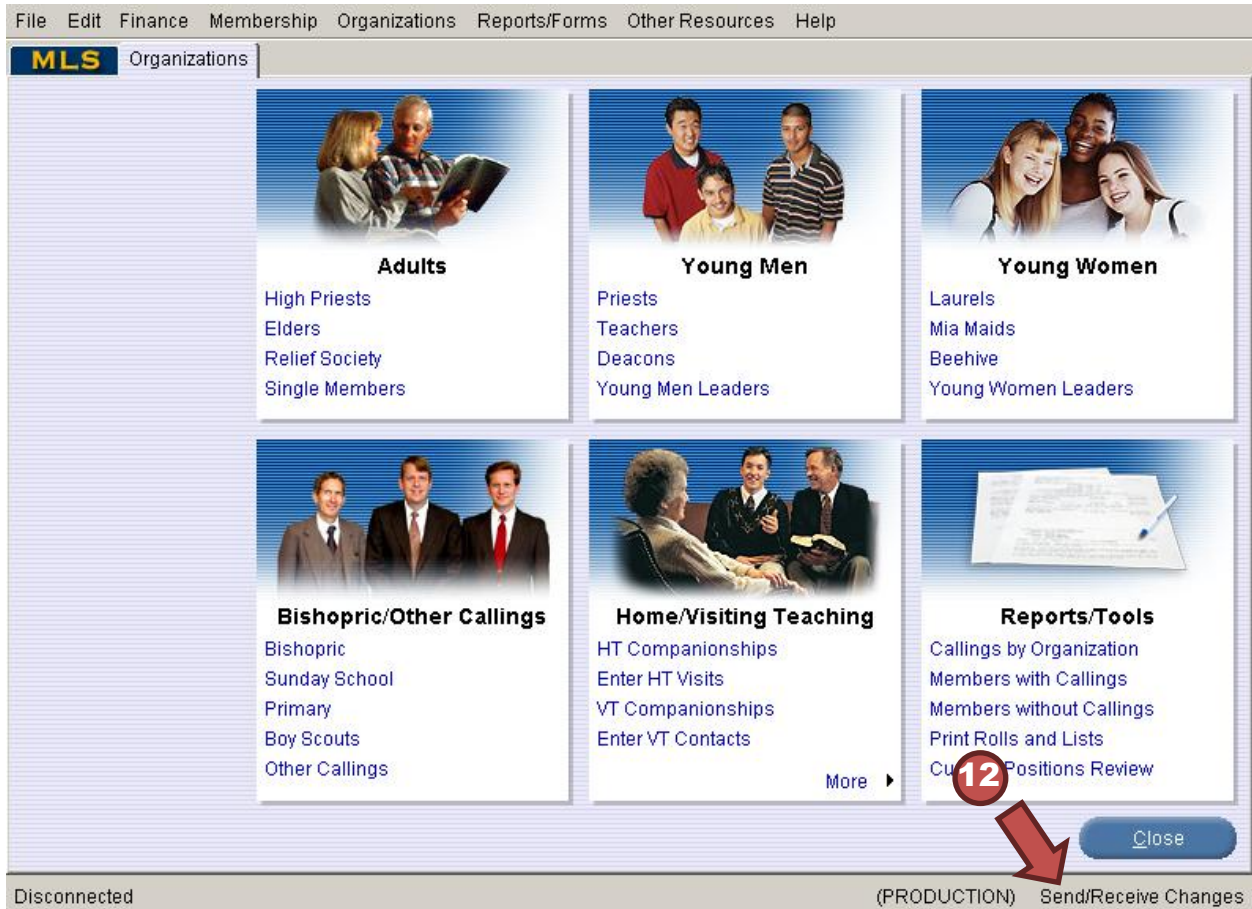 File Edit Finance Membership Organizations Reports/Forms Other Resources Help
MLS Organizations
Adults
High Priests
Elders
Relief Society
Single Members
Young Men
Priests
Teachers
Deacons
Young Men Leaders
Young Women
Laurels
Mia Maids
Beehive
Young Women Leaders
Bishopric/Other Callings
Bishopric
Sunday School
Primary
Boy Scouts
Other Callings
Home/Visiting Teaching
HT Companionships
Enter HT Visits
VT Companionships
Enter VT Contacts
More
Reports/Tools
Callings by Organization
Members with Callings
Members without Callings
Print Rolls and Lists
Positions Review
12
Close
Disconnected (PRODUCTION) Send/Receive Changes